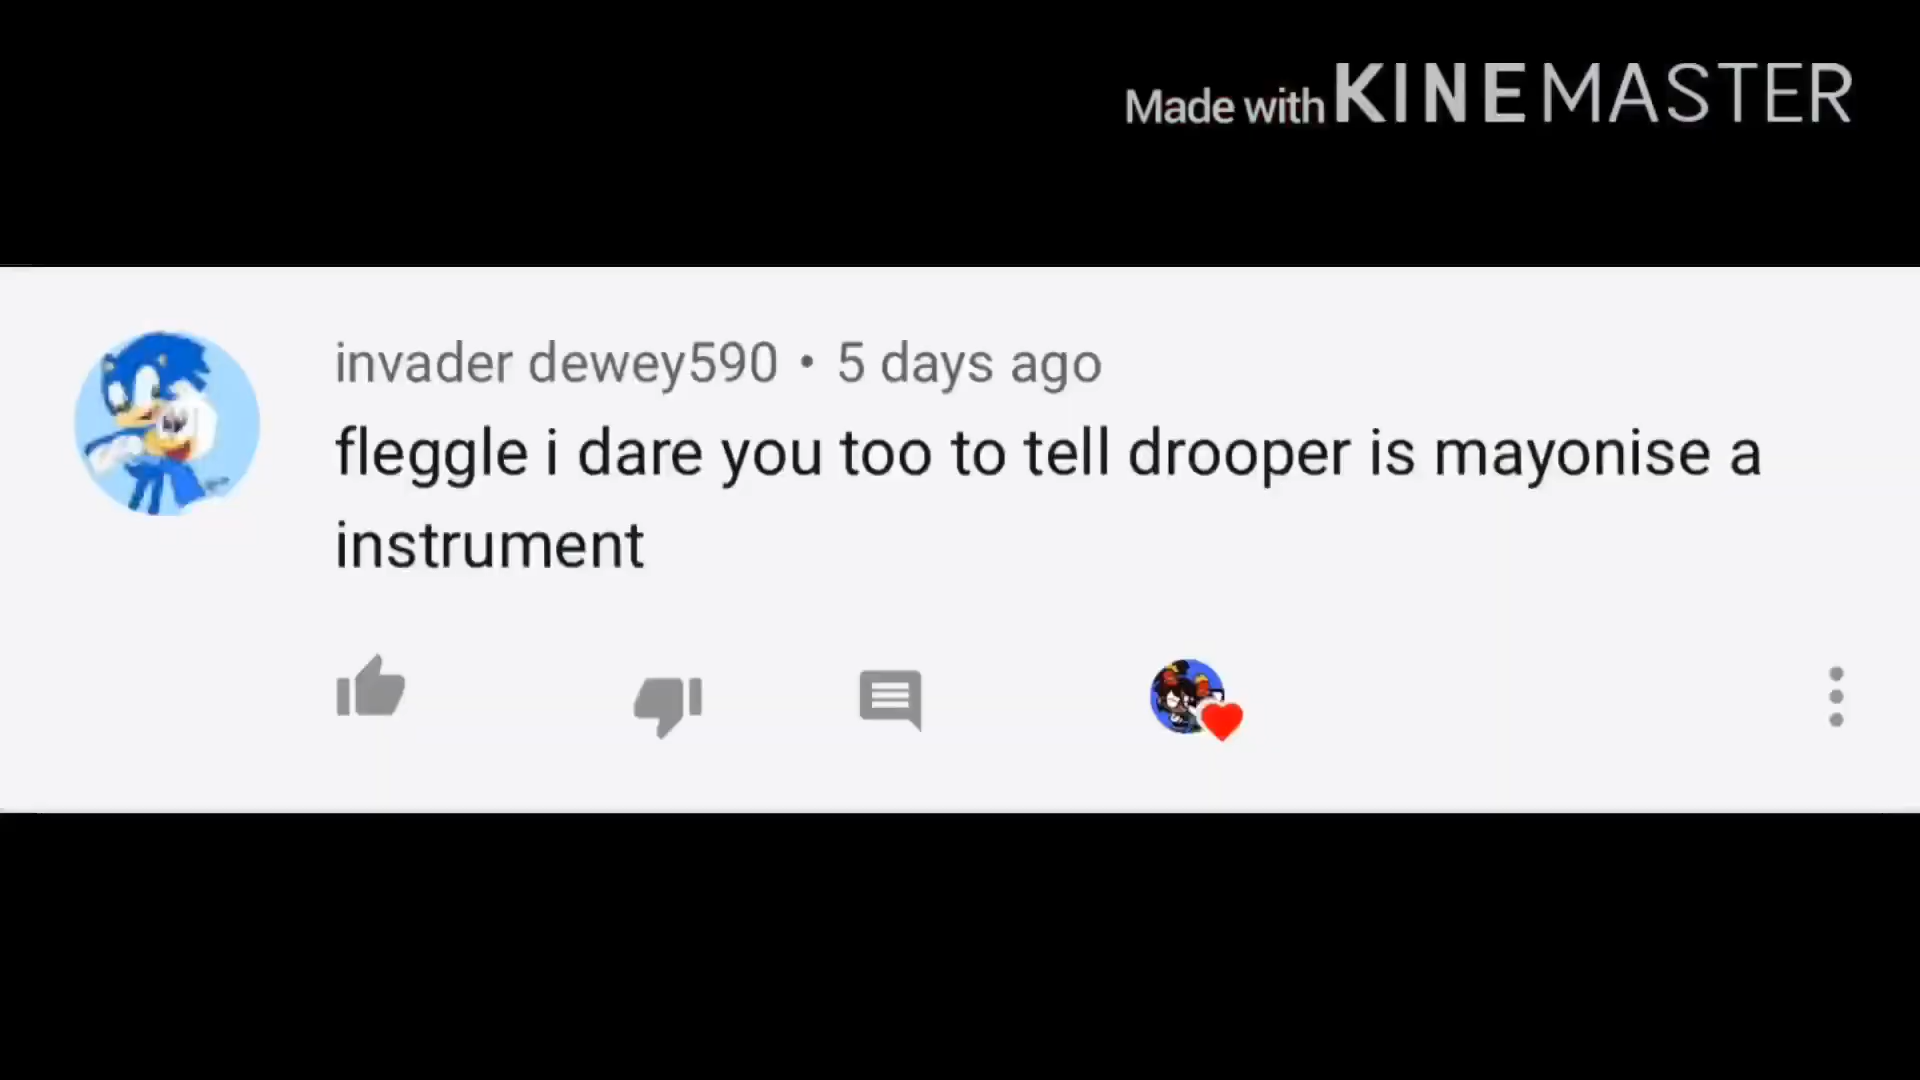 Made with KINEMASTER
invader dewey590 • 5 days ago
fleggle i dare you too to tell drooper is mayonise a
instrument